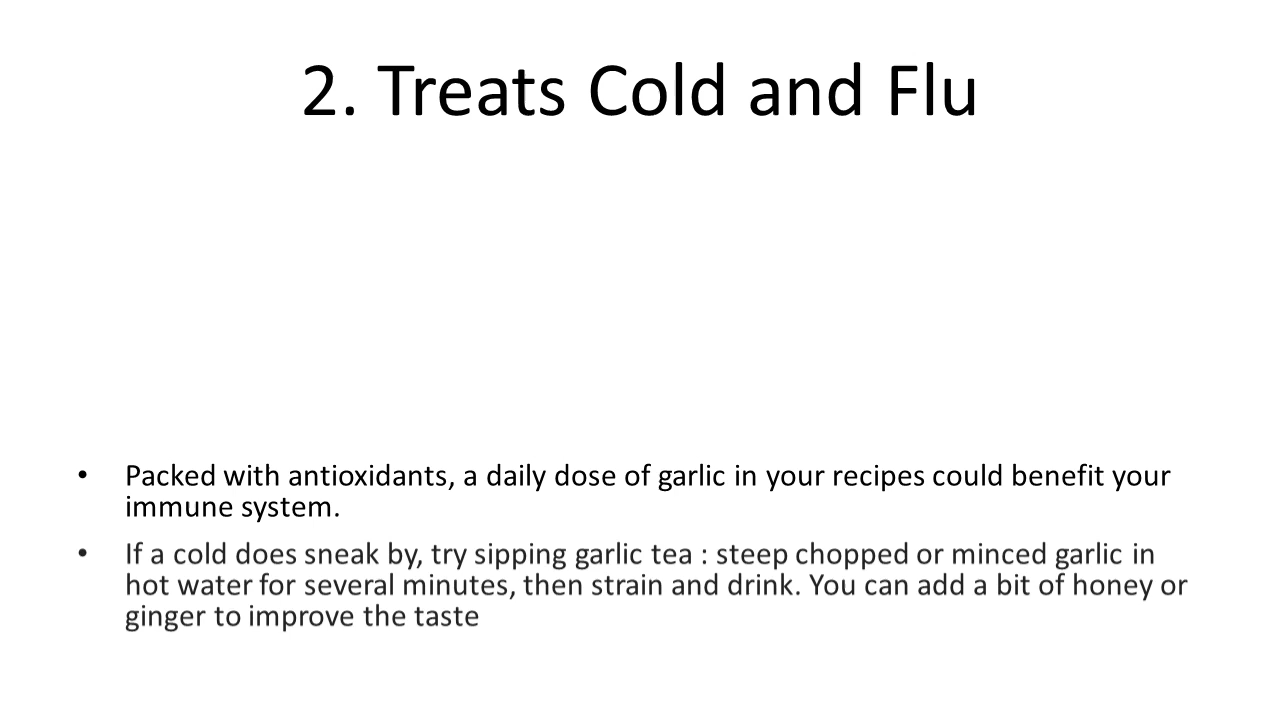 2. Treats Cold and Flu
• Packed with antioxidants, a daily dose of garlic in your recipes could benefit your
immune system.
• If a cold does sneak by, try sipping garlic tea : steep chopped or minced garlic in
hot water for several minutes, then strain and drink. You can add a bit of honey or
ginger to improve the taste